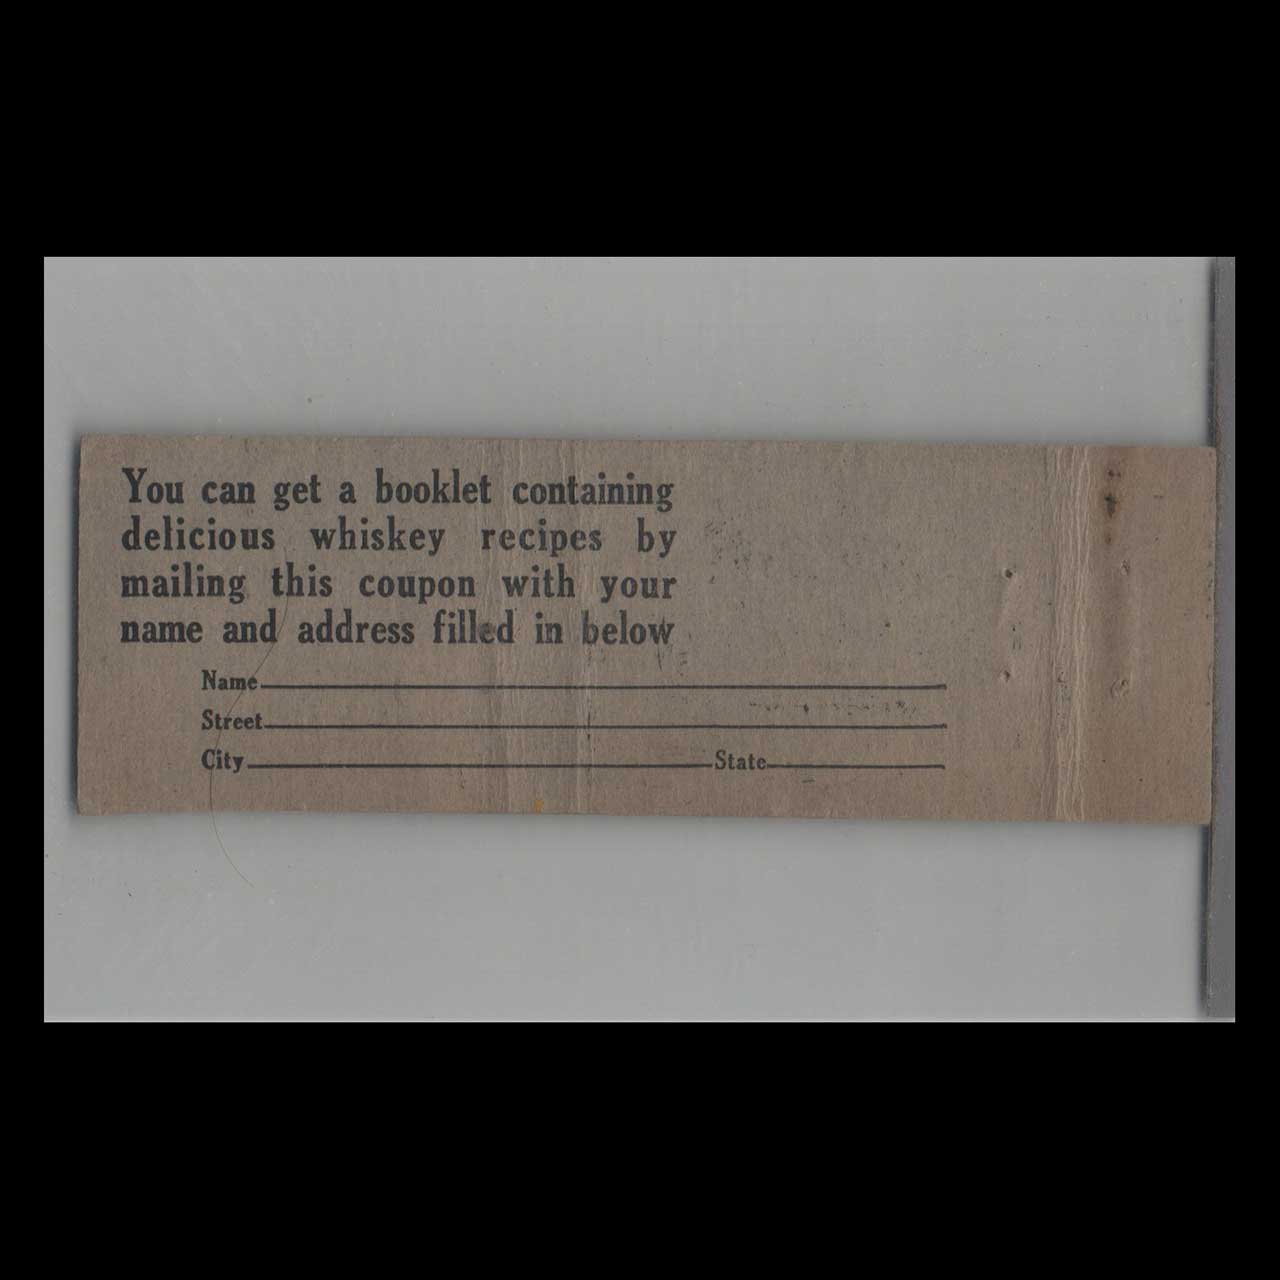 You can get a booklet containing
delicious whiskey recipes by
mailing this coupon with your
name and address filled in below
Name
Street
City State